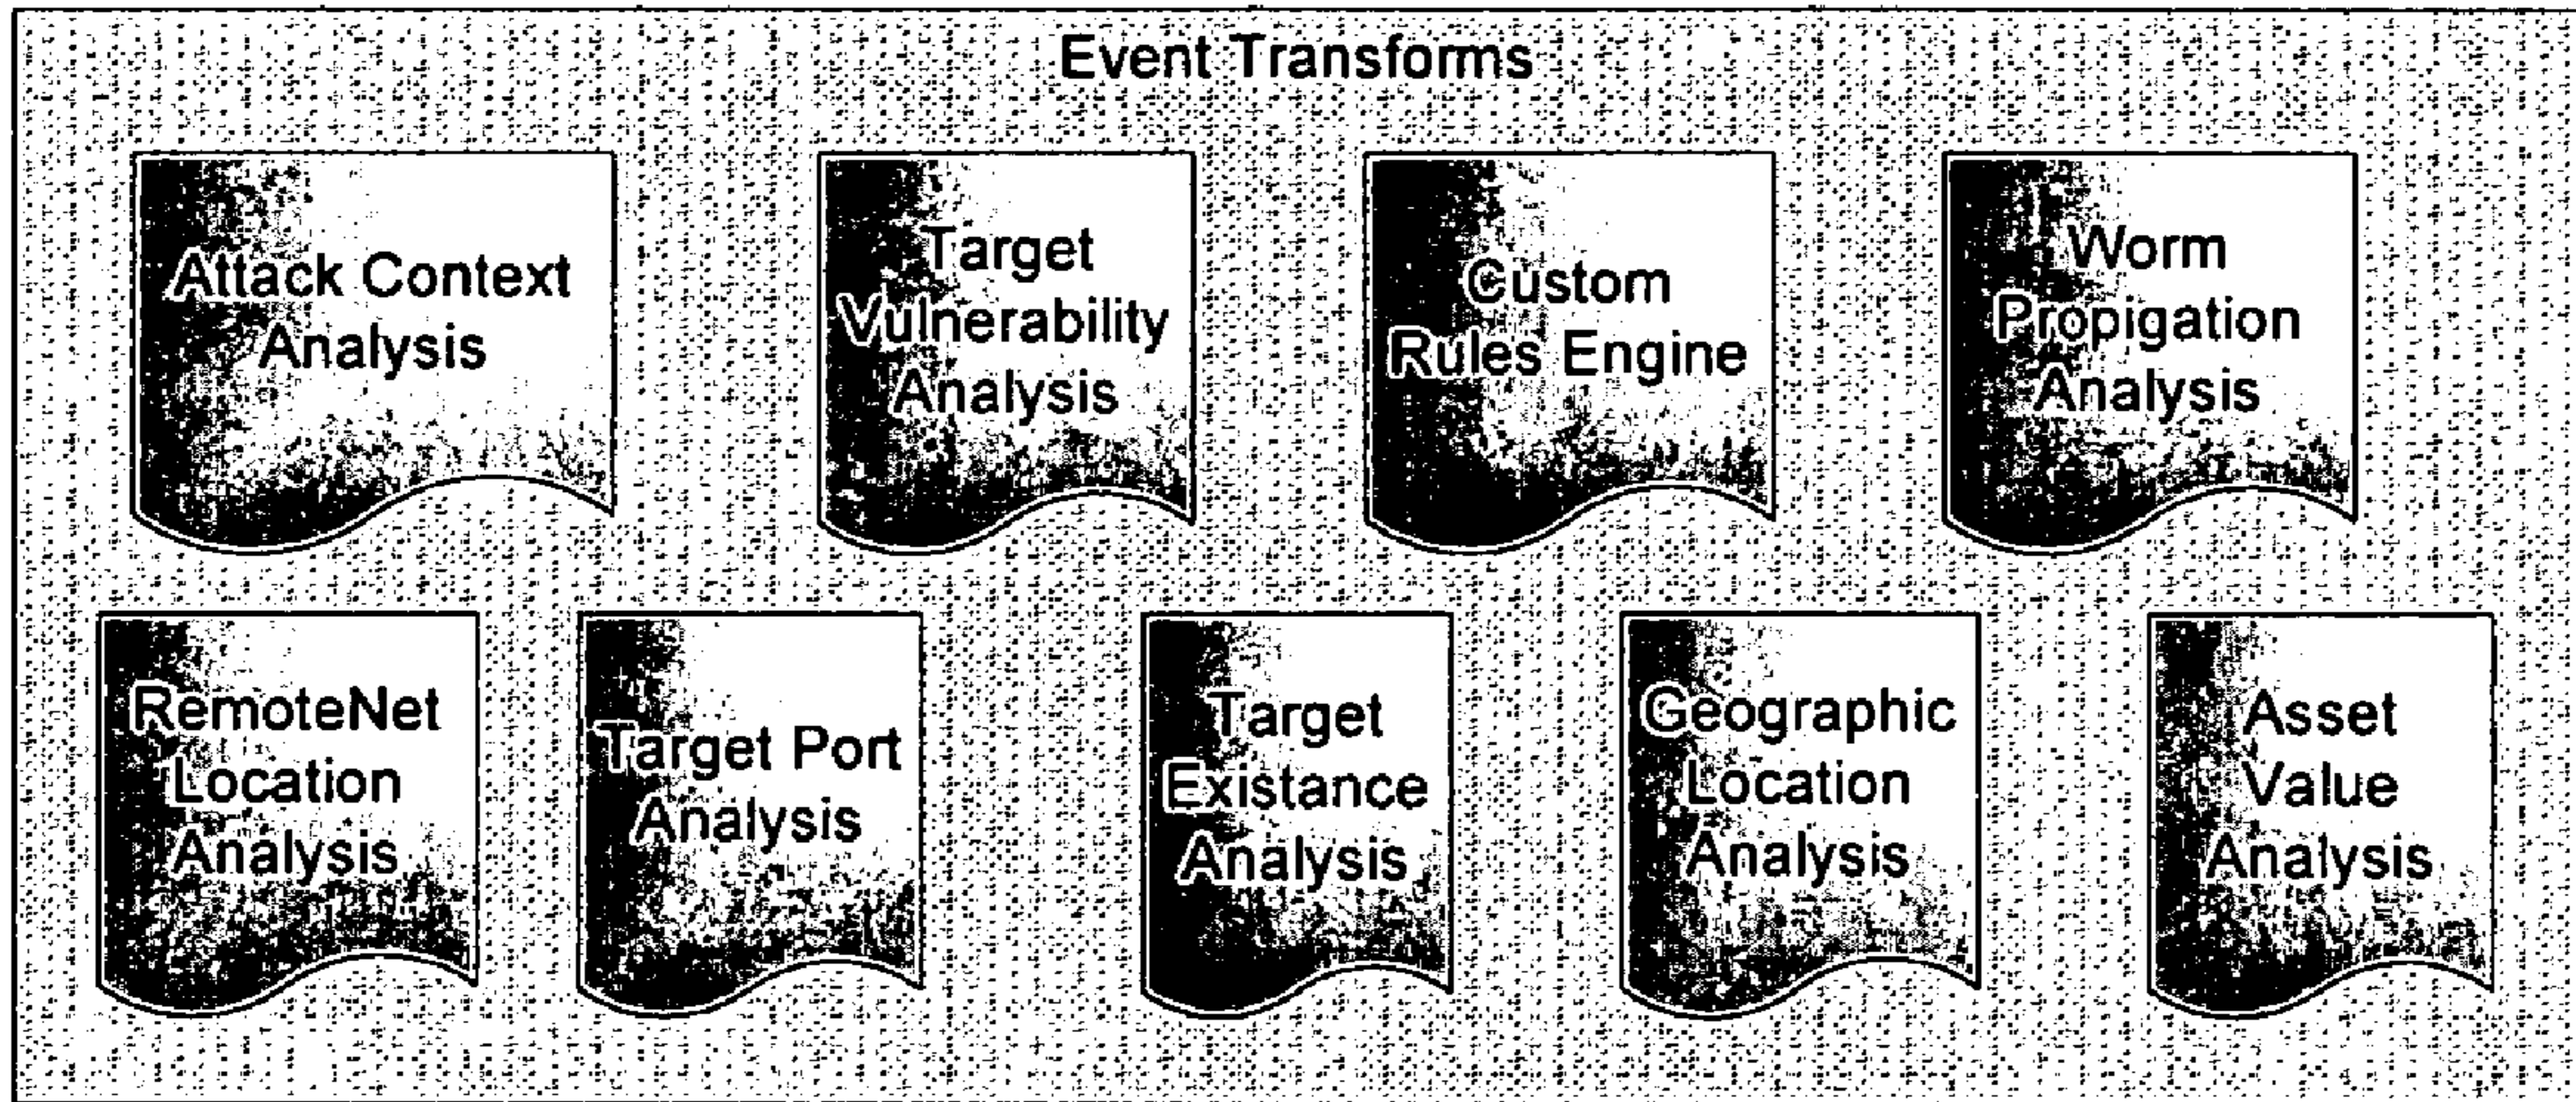 Event Transforms
Attack Context
Analysis
Target
Vulnerability
Analysis
Custom
Rules Engine
Worm
Propigation
Analysis
RemoteNet
Location
Analysis
Target Port
Analysis
Target
Existance
Analysis
Geographic
Location
Analysis
Asset
Value
Analysis